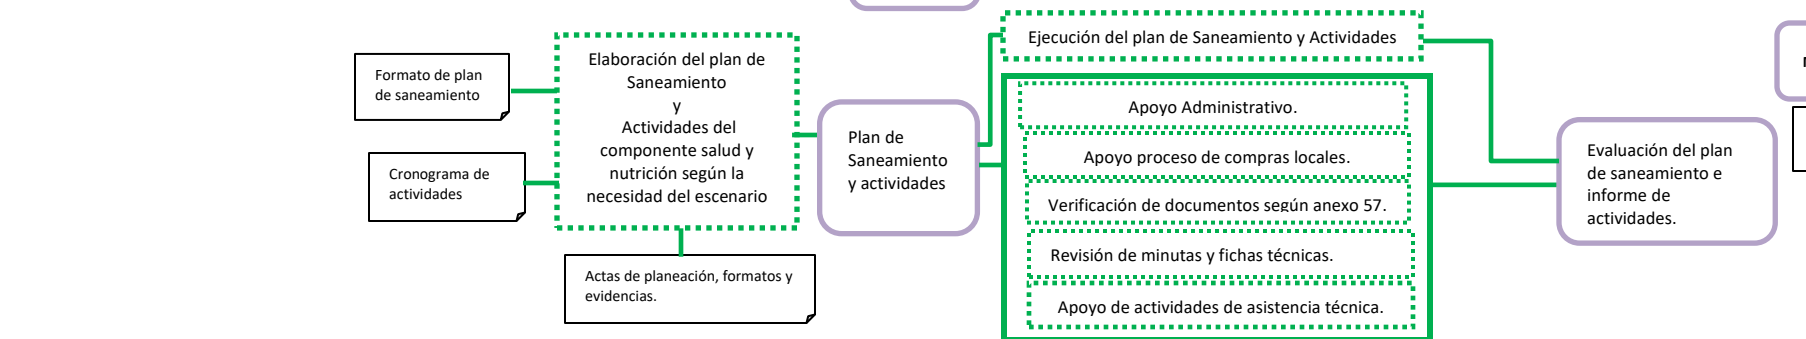 Formato de plan
de saneamiento
Cronograma de
actividades
Elaboración del plan de
Saneamiento
y
Actividades del
componente salud y
nutrición según la
necesidad del escenario
Actas de planeación, formatos y
evidencias.
Plan de
Saneamiento
y actividades
Ejecución del plan de Saneamiento y Actividades
Apoyo Administrativo.
Apoyo proceso de compras locales.
Verificación de documentos según anexo 57.
Revisión de minutas y fichas técnicas.
Apoyo de actividades de asistencia técnica.
Evaluación del plan
de saneamiento e
informe de
actividades.